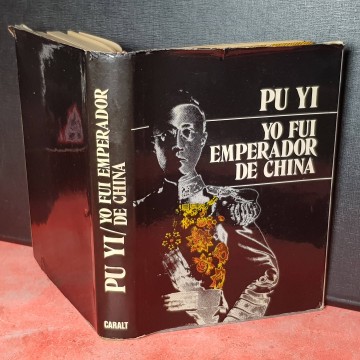 PU YI
YO FUI
EMPERADOR
DE CHINA
PU YI / YO FUI EMPERADOR
DE CHINA
CARALT